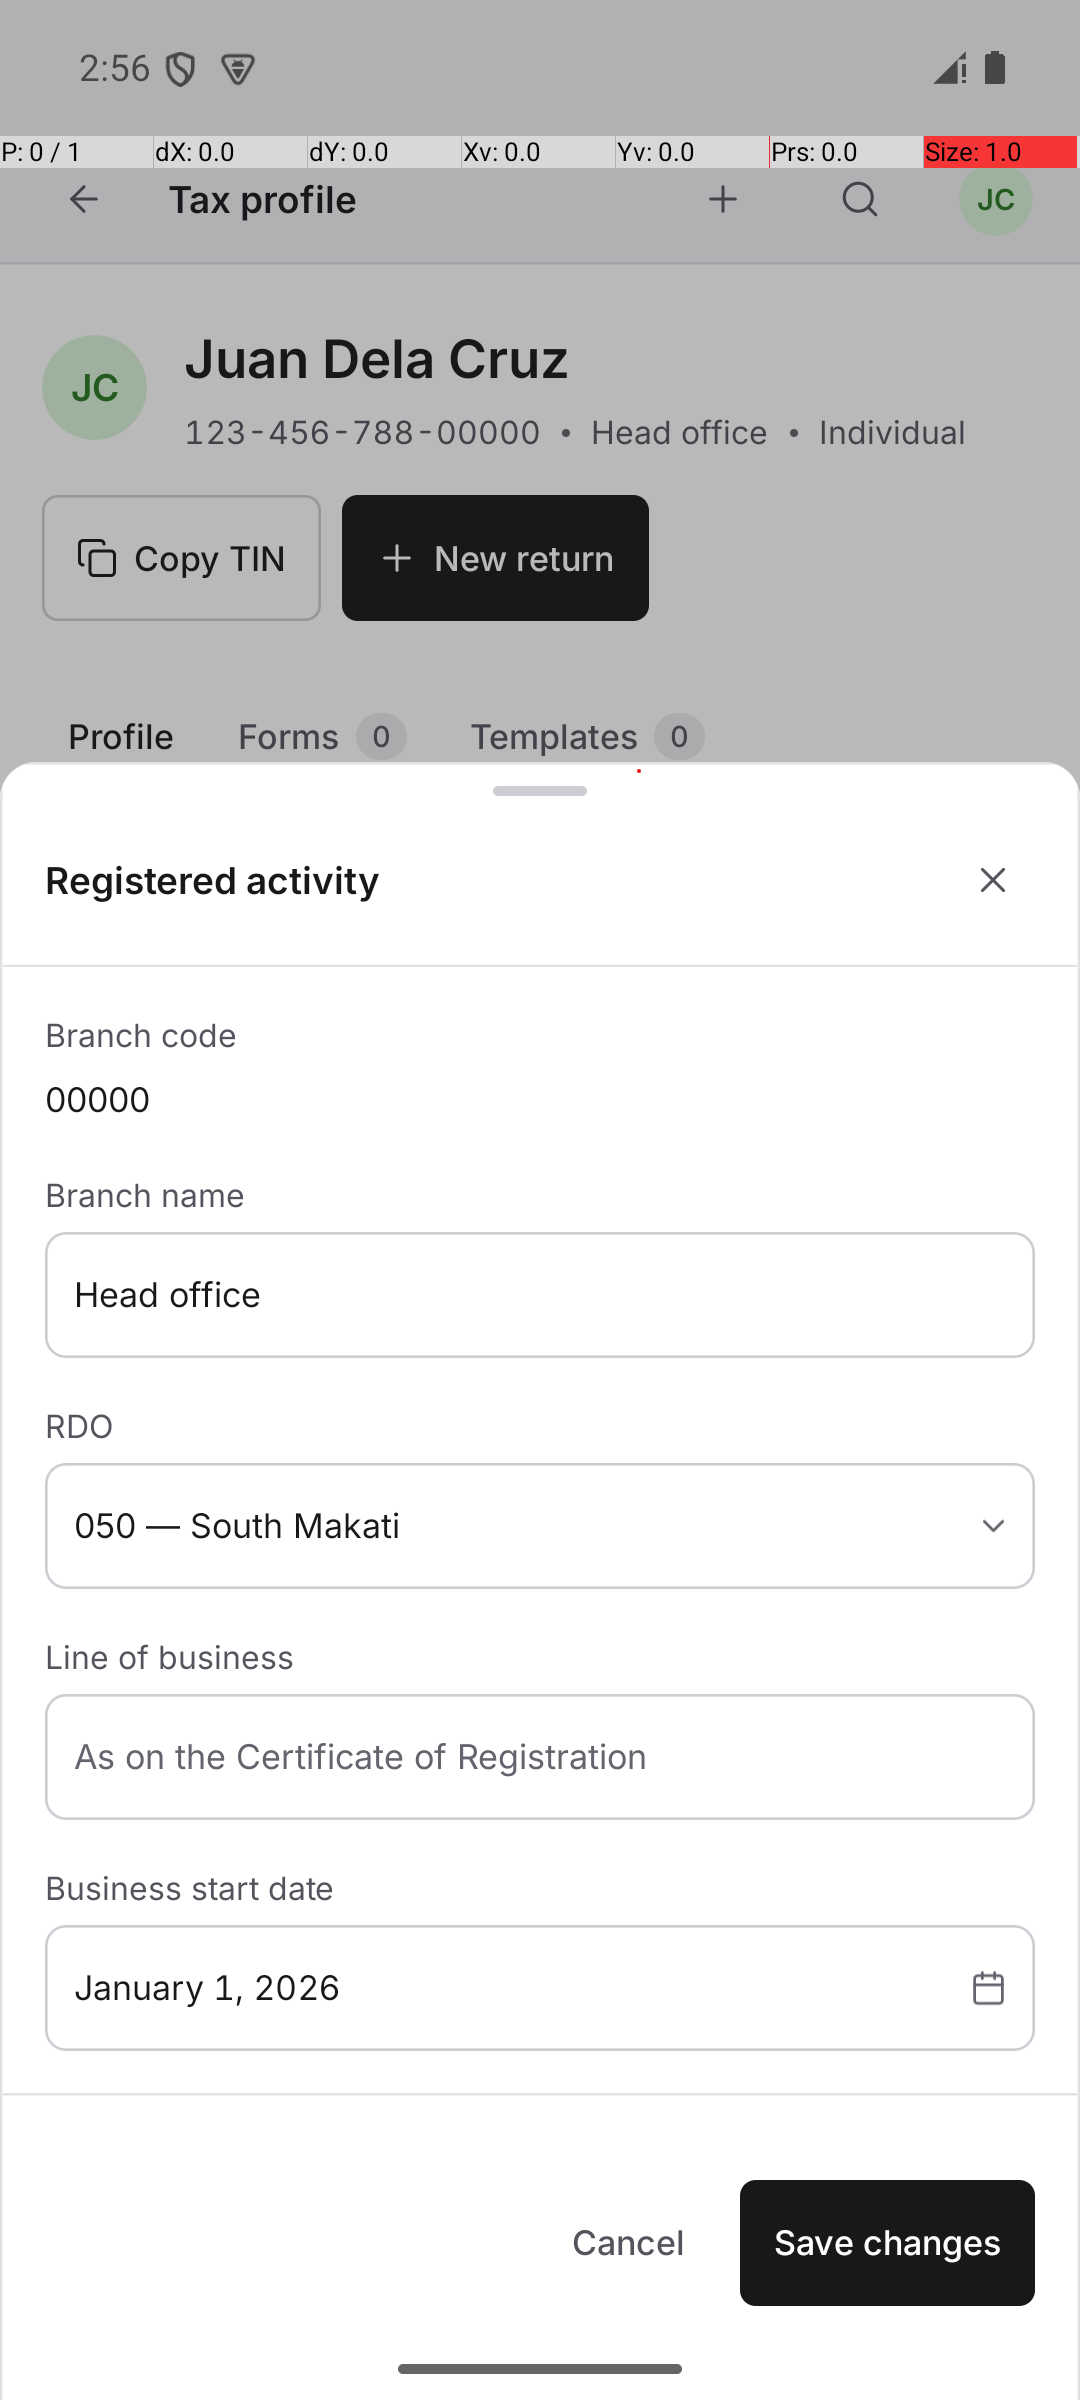 2:56
P: 0 / 1 dX: 0.0 dY: 0.0 Xv: 0.0 Yv: 0.0 Prs: 0.0 Size: 1.0
Tax profile JC
JC Juan Dela Cruz
123-456-788-00000 • Head office • Individual
Copy TIN New return
Profile Forms 0 Templates 0
Registered activity
Branch code
00000
Branch name
Head office
RDO
050 — South Makati
Line of business
As on the Certificate of Registration
Business start date
January 1, 2026
Cancel Save changes